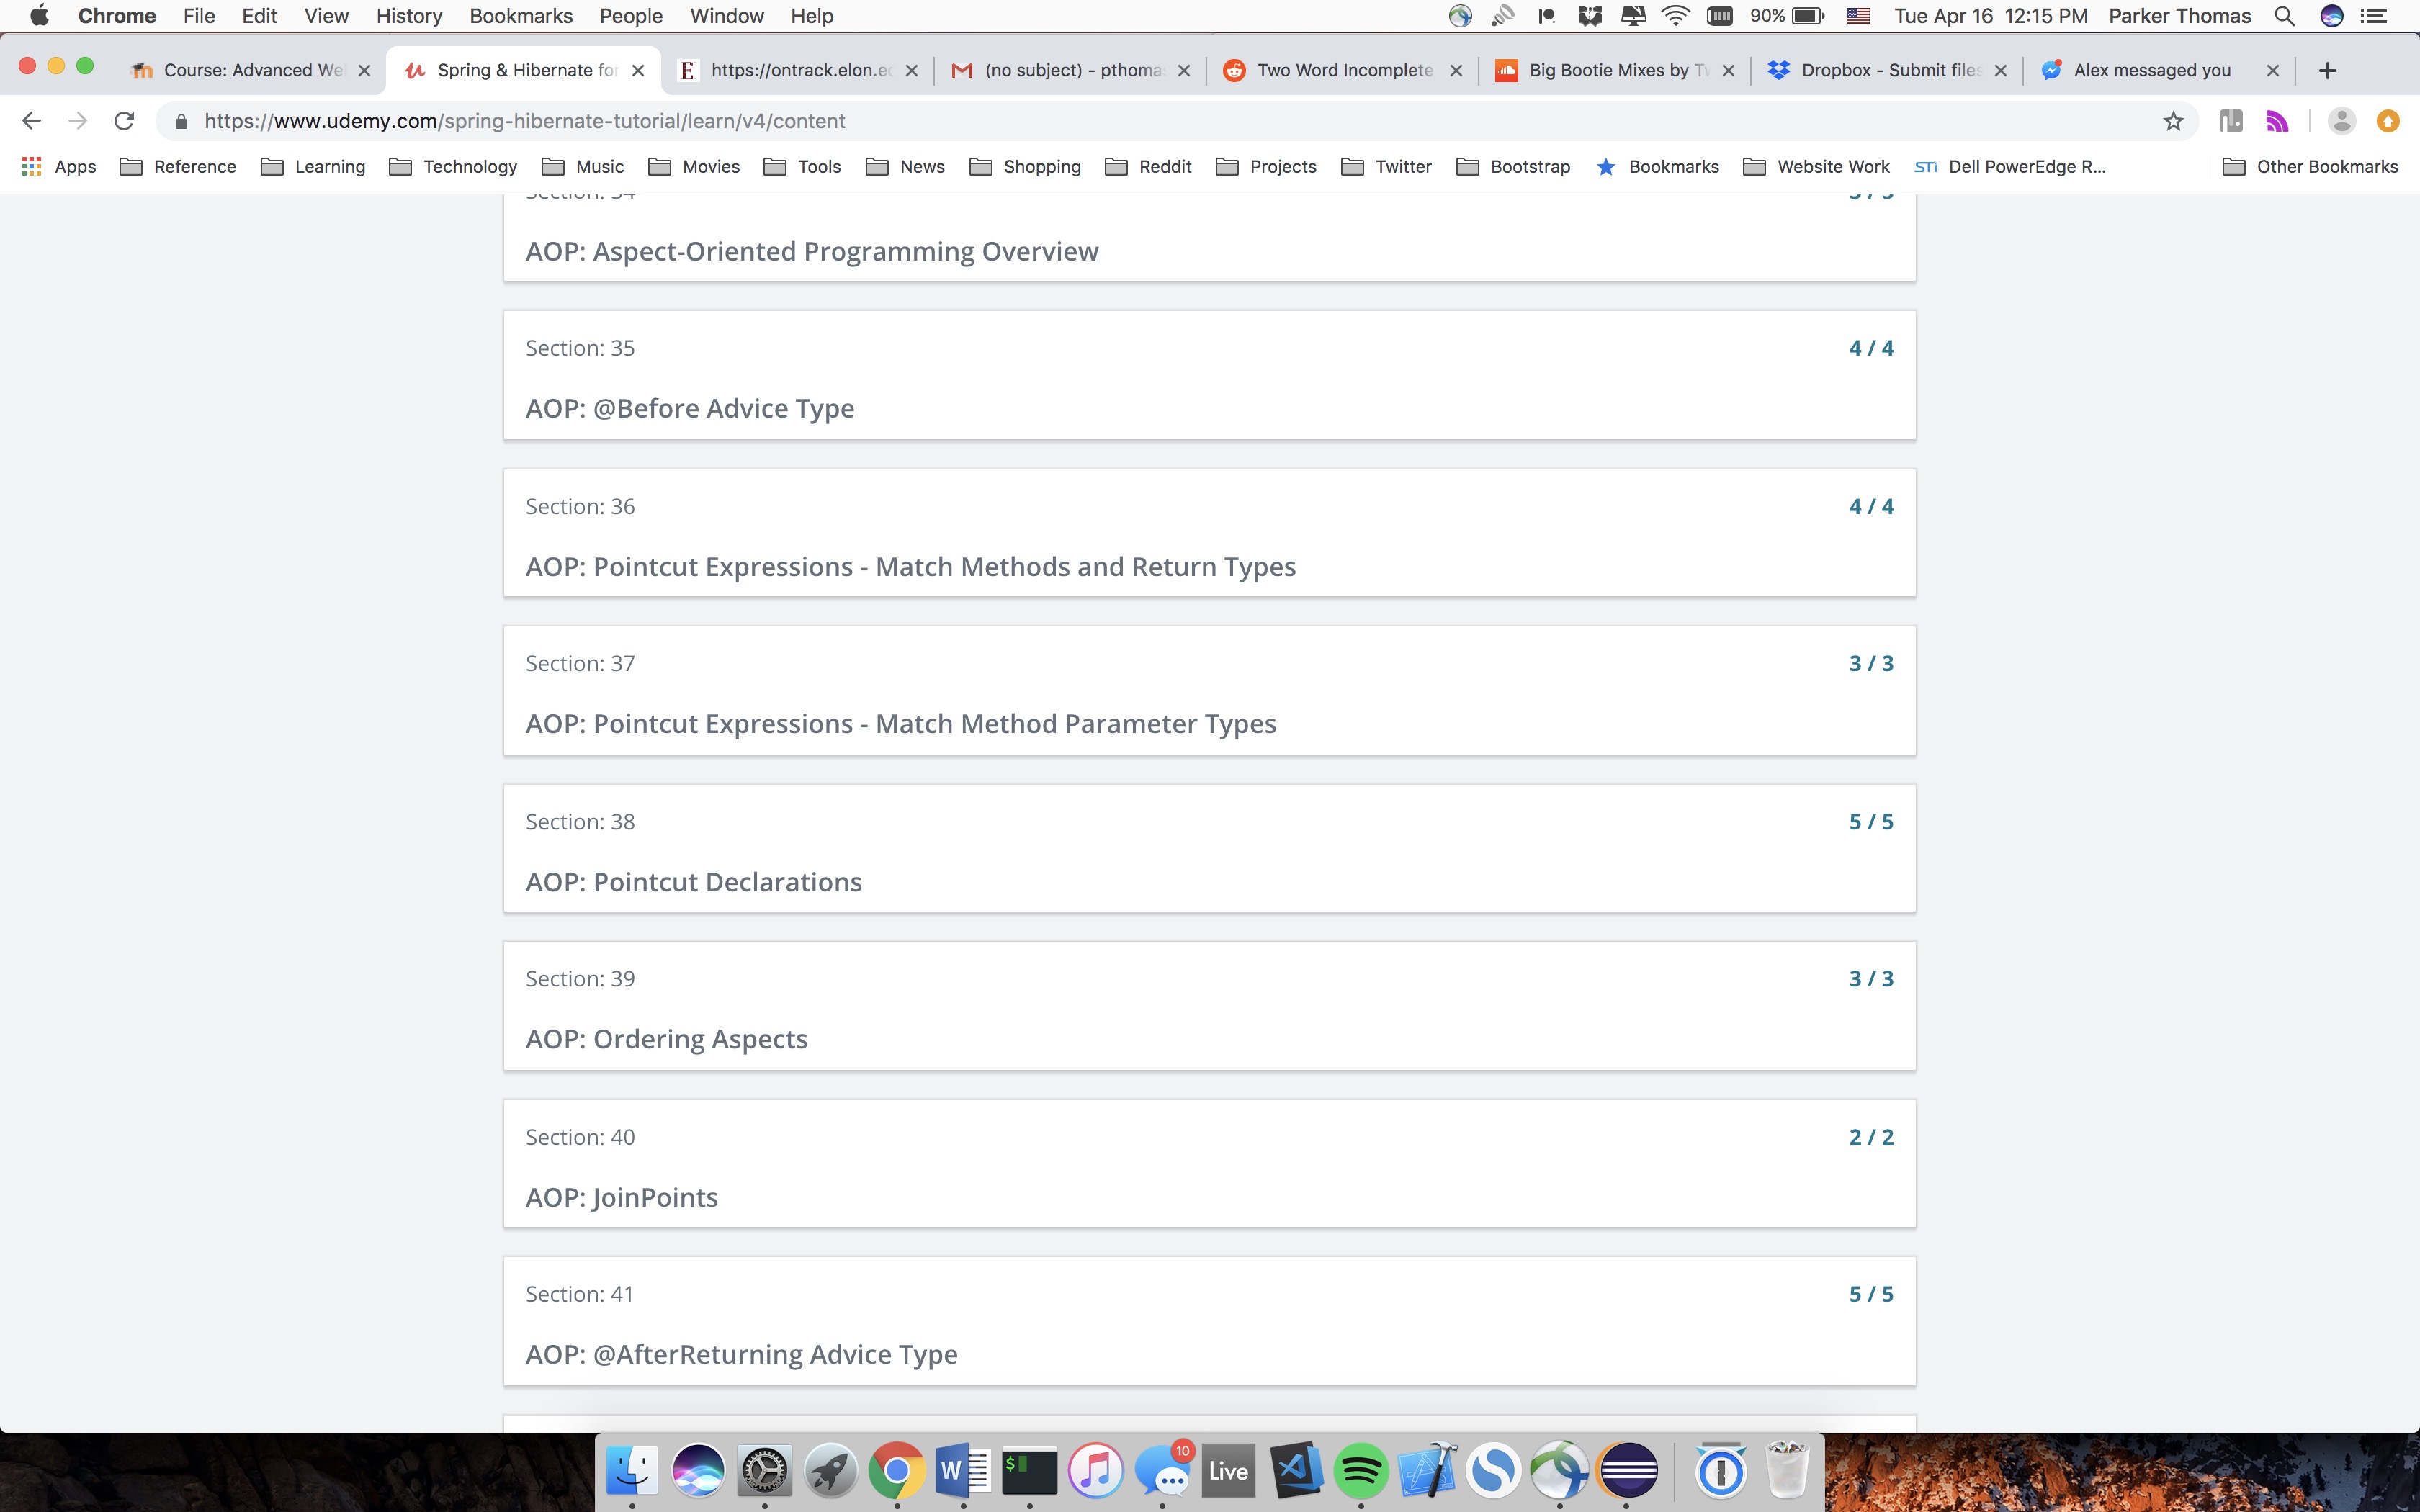 Chrome File Edit View History Bookmarks People Window Help 90% Tue Apr 16 12:15 PM Parker Thomas
Course: Advanced We
Spring & Hibernate for
E https://ontrack.elon.ec
(no subject) - pthoma
Two Word Incomplete
Big Bootie Mixes by Tw
Dropbox - Submit files
Alex messaged you
https://www.udemy.com/spring-hibernate-tutorial/learn/v4/content
Apps Reference Learning Technology Music Movies Tools News Shopping Reddit Projects Twitter Bootstrap Bookmarks Website Work STi Dell PowerEdge R... Other Bookmarks
Section: 34
AOP: Aspect-Oriented Programming Overview
Section: 35 4 / 4
AOP: @Before Advice Type
Section: 36 4 / 4
AOP: Pointcut Expressions - Match Methods and Return Types
Section: 37 3 / 3
AOP: Pointcut Expressions - Match Method Parameter Types
Section: 38 5 / 5
AOP: Pointcut Declarations
Section: 39 3 / 3
AOP: Ordering Aspects
Section: 40 2 / 2
AOP: JoinPoints
Section: 41 5 / 5
AOP: @AfterReturning Advice Type
W $ 10 Live